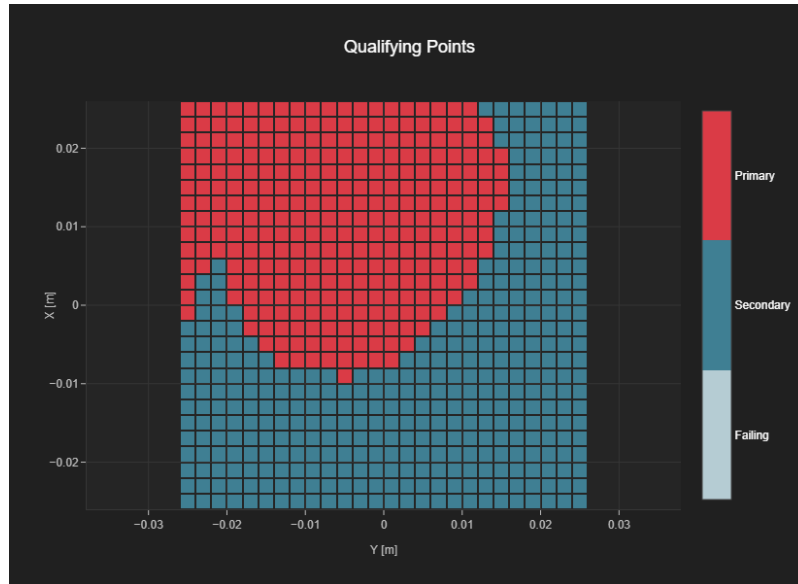 Qualifying Points
0.02
0.01
0
−0.01
−0.02
X [m]
−0.03
−0.02
−0.01
0
0.01
0.02
0.03
Y [m]
Primary
Secondary
Failing